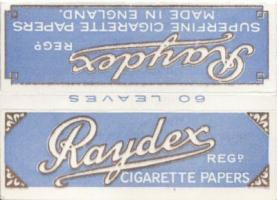 Raydex
REGD
SUPERFINE CIGARETTE PAPERS
MADE IN ENGLAND.
60 LEAVES
Raydex
REGD
CIGARETTE PAPERS